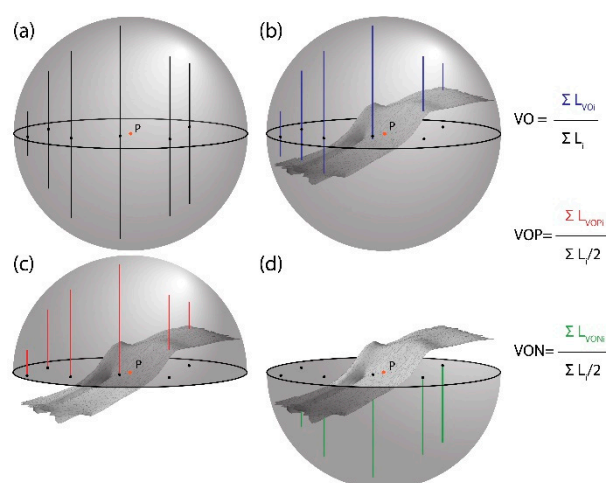 (a)
P
(b)
P
VO = Σ L_VOi / Σ L_i
VOP= Σ L_VOPi / Σ L_i/2
(c)
P
(d)
P
VON= Σ L_VONi / Σ L_i/2